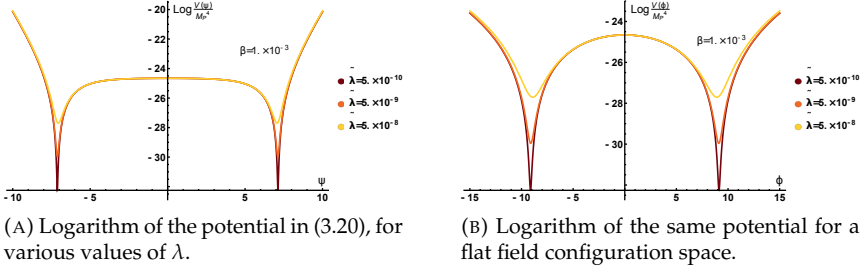 Log V(ψ)/M_P^4
- 20
- 22
- 24
- 26
- 28
- 30
β=1.×10^-3
- 10
- 5
5
10
ψ
λ̃=5.×10^-10
λ̃=5.×10^-9
λ̃=5.×10^-8
(A) Logarithm of the potential in (3.20), for
various values of λ.
Log V(ϕ)/M_P^4
- 24
- 26
- 28
- 30
β=1.×10^-3
- 15
- 10
- 5
5
10
15
ϕ
λ̃=5.×10^-10
λ̃=5.×10^-9
λ̃=5.×10^-8
(B) Logarithm of the same potential for a
flat field configuration space.